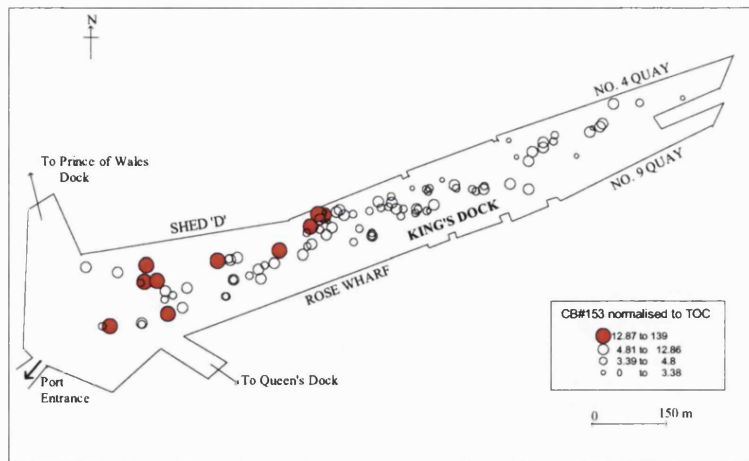 N
NO. 4 QUAY
To Prince of Wales
Dock
NO. 9 QUAY
SHED 'D'
KING'S DOCK
ROSE WHARF
CB#153 normalised to TOC
12.87 to 139
4.81 to 12.86
3.39 to 4.8
0 to 3.38
Port
Entrance
To Queen's Dock
0 150 m